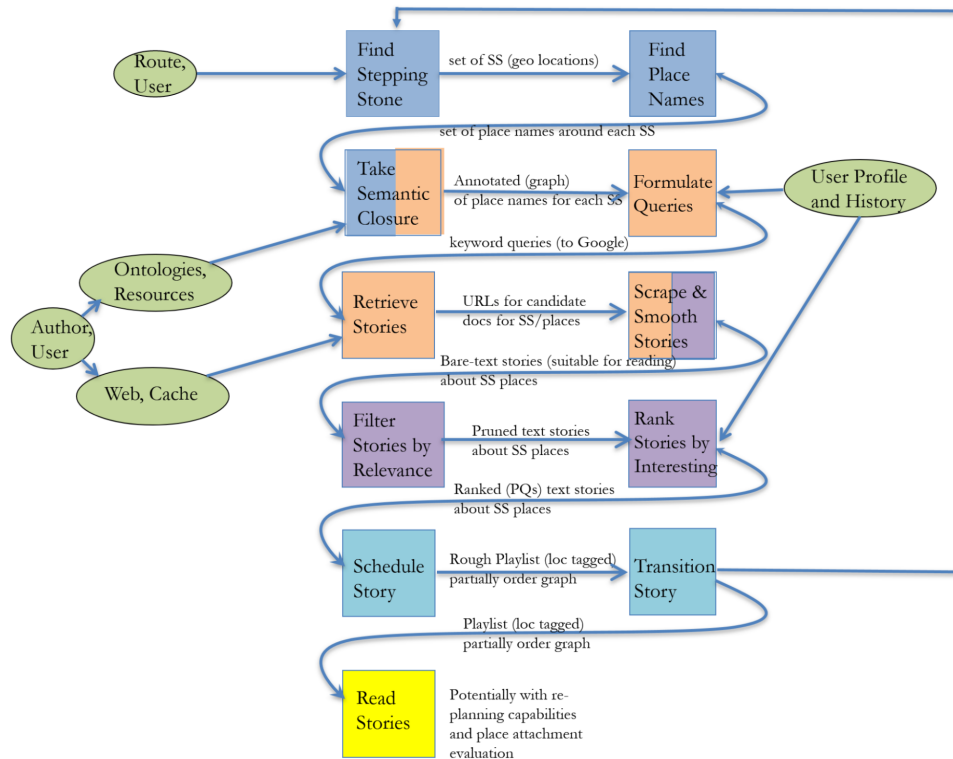 Route,
User
Find
Stepping
Stone
set of SS (geo locations)
Find
Place
Names
set of place names around each SS
Take
Semantic
Closure
Annotated (graph)
of place names for each SS
Formulate
Queries
User Profile
and History
keyword queries (to Google)
Ontologies,
Resources
Author,
User
Web, Cache
Retrieve
Stories
URLs for candidate
docs for SS/places
Scrape &
Smooth
Stories
Bare-text stories (suitable for reading)
about SS places
Filter
Stories by
Relevance
Pruned text stories
about SS places
Rank
Stories by
Interesting
Ranked (PQs) text stories
about SS places
Schedule
Story
Rough Playlist (loc tagged)
partially order graph
Transition
Story
Playlist (loc tagged)
partially order graph
Read
Stories
Potentially with re-
planning capabilities
and place attachment
evaluation